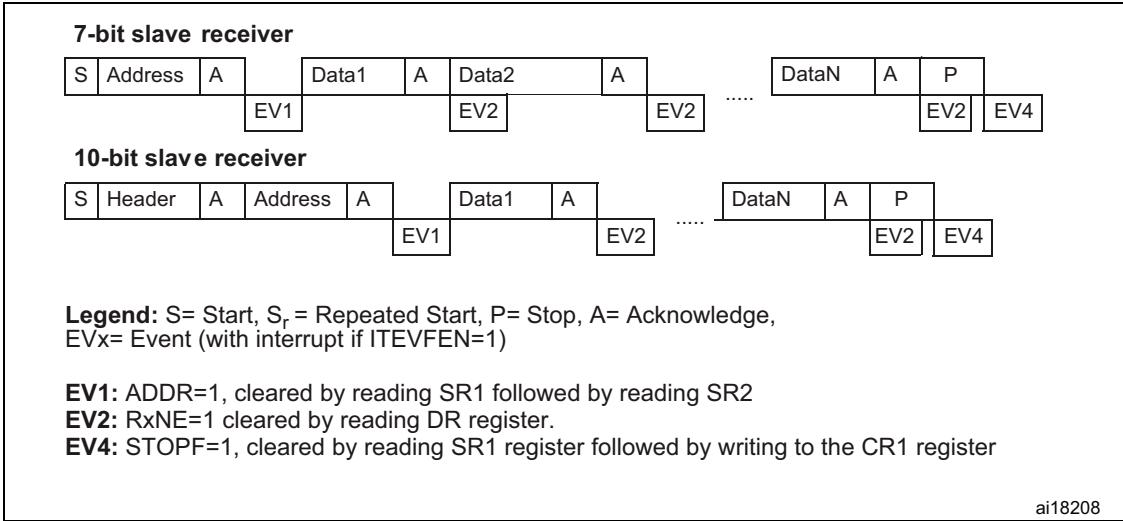 7-bit slave receiver
S Address A Data1 A Data2 A ..... DataN A P
EV1 EV2 EV2 EV2 EV4
10-bit slave receiver
S Header A Address A Data1 A ..... DataN A P
EV1 EV2 EV2 EV4
Legend: S= Start, Sr = Repeated Start, P= Stop, A= Acknowledge,
EVx= Event (with interrupt if ITEVFEN=1)
EV1: ADDR=1, cleared by reading SR1 followed by reading SR2
EV2: RxNE=1 cleared by reading DR register.
EV4: STOPF=1, cleared by reading SR1 register followed by writing to the CR1 register
ai18208